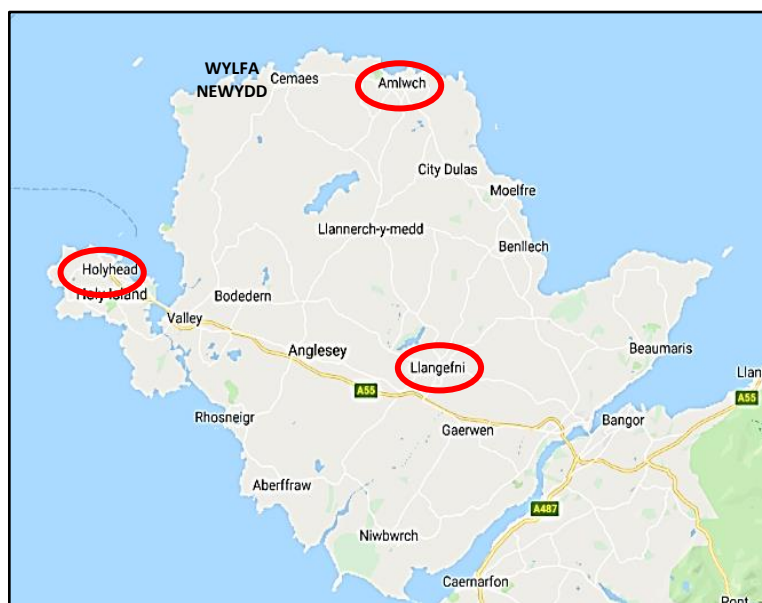 WYLFA
NEWYDD
Cemaes
Amlwch
City Dulas
Moelfre
Llannerch-y-medd
Benllech
Holyhead
Holy Island
Bodedern
Valley
Anglesey
Beaumaris
Llangefni
Llan
A55
A55
Rhosneigr
Bangor
Gaerwen
Aberffraw
A487
Niwbwrch
Caernarfon
Pont